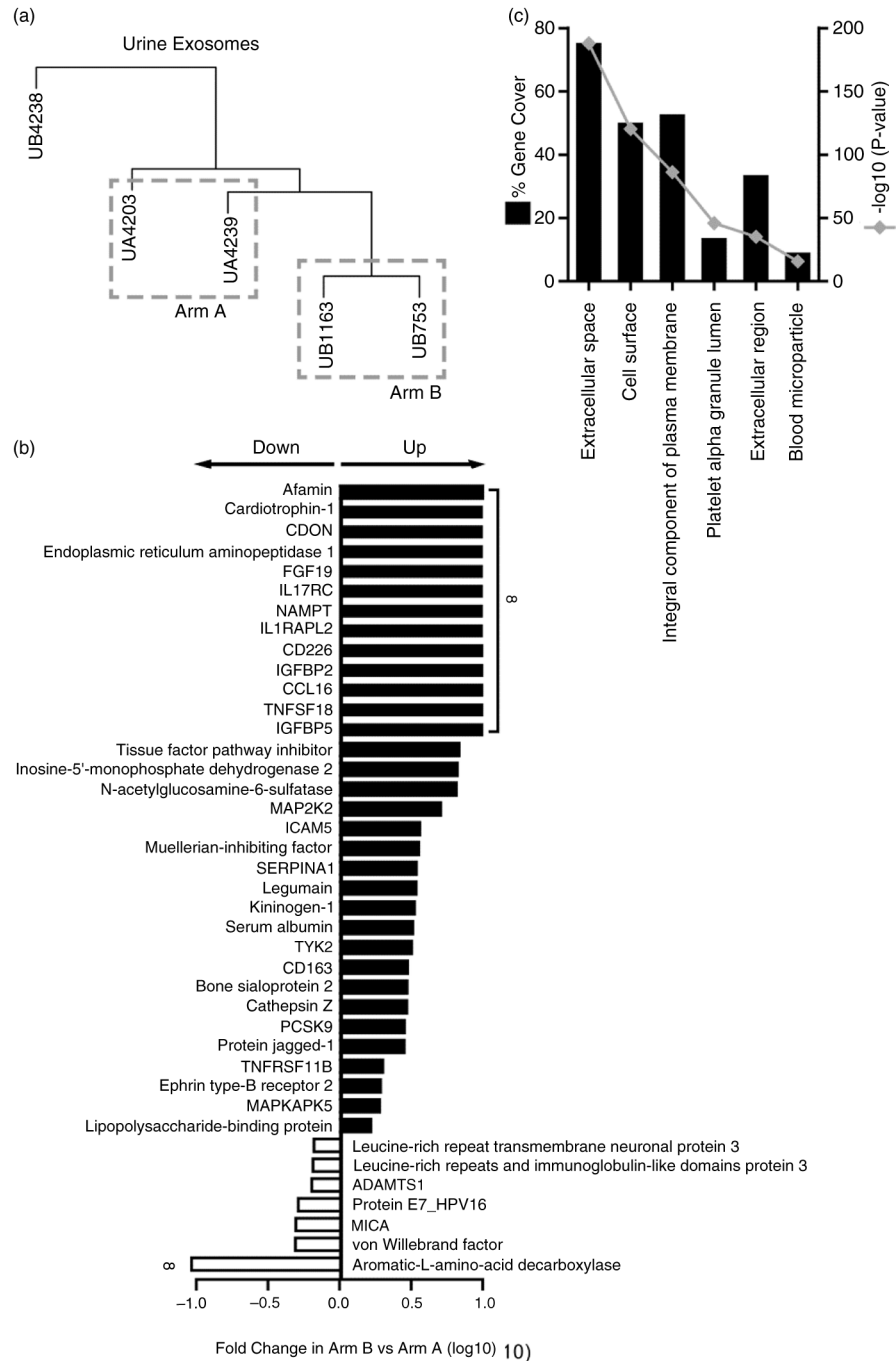 (a)
Urine Exosomes
UB4238
UA4203
UA4239
Arm A
UB1163
UB753
Arm B
(c)
80
60
40
20
0
% Gene Cover
200
150
100
50
0
-log10 (P-value)
Extracellular space
Cell surface
Integral component of plasma membrane
Platelet alpha granule lumen
Extracellular region
Blood microparticle
(b)
Down
Up
Afamin
Cardiotrophin-1
CDON
Endoplasmic reticulum aminopeptidase 1
FGF19
IL17RC
NAMPT
IL1RAPL2
CD226
IGFBP2
CCL16
TNFSF18
IGFBP5
∞
Tissue factor pathway inhibitor
Inosine-5'-monophosphate dehydrogenase 2
N-acetylglucosamine-6-sulfatase
MAP2K2
ICAM5
Muellerian-inhibiting factor
SERPINA1
Legumain
Kininogen-1
Serum albumin
TYK2
CD163
Bone sialoprotein 2
Cathepsin Z
PCSK9
Protein jagged-1
TNFRSF11B
Ephrin type-B receptor 2
MAPKAPK5
Lipopolysaccharide-binding protein
Leucine-rich repeat transmembrane neuronal protein 3
Leucine-rich repeats and immunoglobulin-like domains protein 3
ADAMTS1
Protein E7_HPV16
MICA
von Willebrand factor
∞ Aromatic-L-amino-acid decarboxylase
−1.0 −0.5 0.0 0.5 1.0
Fold Change in Arm B vs Arm A (log10) 10)